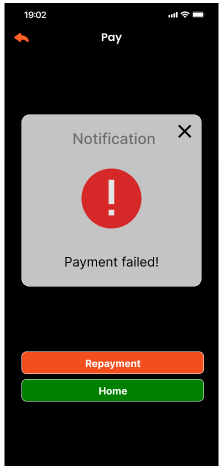 19:02
Pay
Notification
!
Payment failed!
Repayment
Home